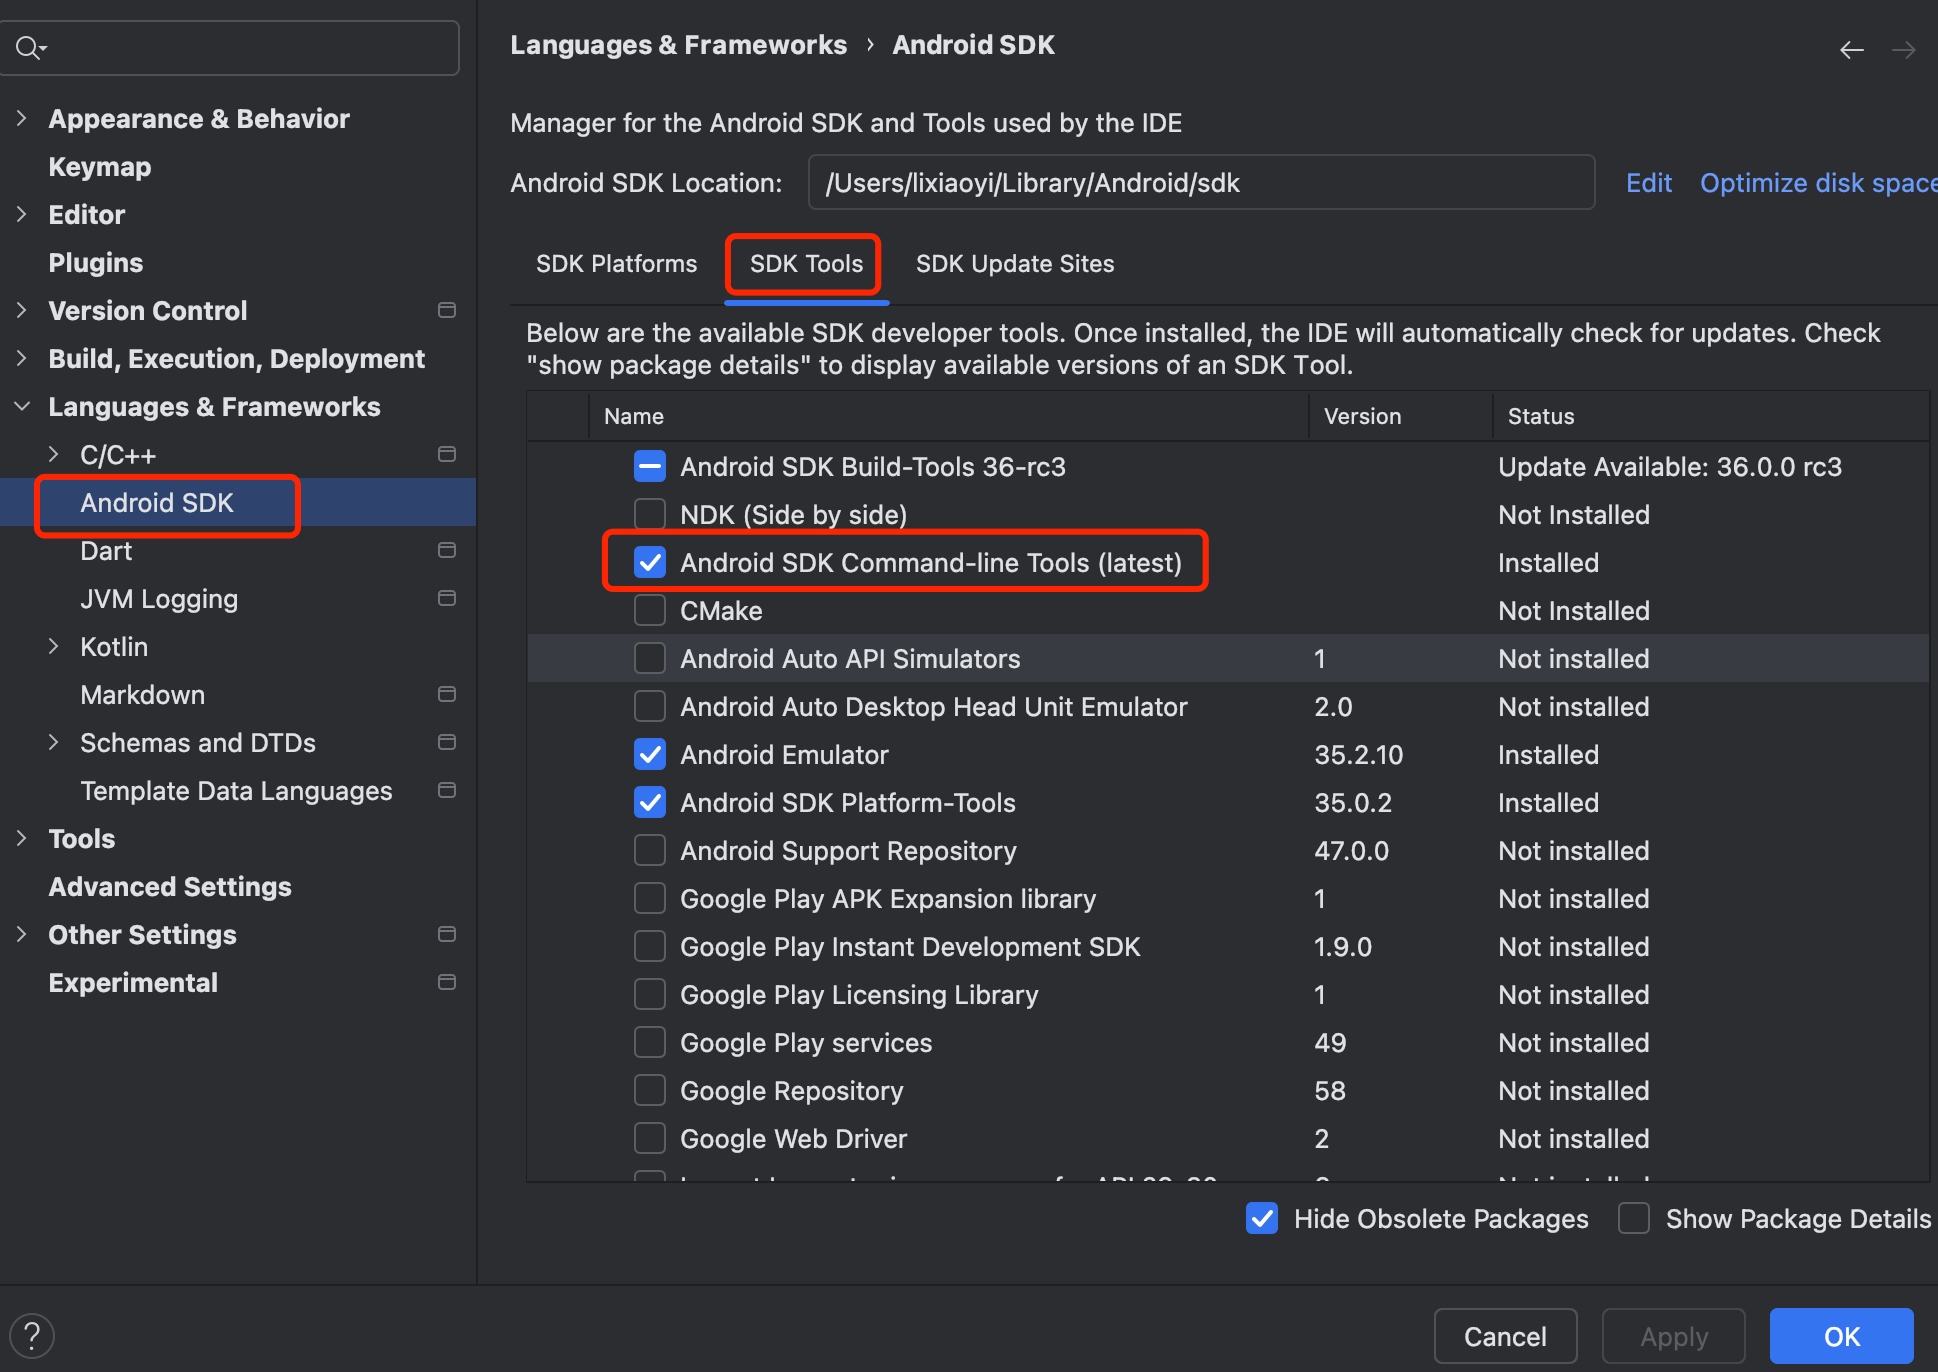 Appearance & Behavior
Keymap
Editor
Plugins
Version Control
Build, Execution, Deployment
Languages & Frameworks
C/C++
Android SDK
Dart
JVM Logging
Kotlin
Markdown
Schemas and DTDs
Template Data Languages
Tools
Advanced Settings
Other Settings
Experimental
Languages & Frameworks › Android SDK
Manager for the Android SDK and Tools used by the IDE
Android SDK Location: /Users/lixiaoyi/Library/Android/sdk Edit Optimize disk space
SDK Platforms SDK Tools SDK Update Sites
Below are the available SDK developer tools. Once installed, the IDE will automatically check for updates. Check
"show package details" to display available versions of an SDK Tool.
Name Version Status
Android SDK Build-Tools 36-rc3 Update Available: 36.0.0 rc3
NDK (Side by side) Not Installed
Android SDK Command-line Tools (latest) Installed
CMake Not Installed
Android Auto API Simulators 1 Not installed
Android Auto Desktop Head Unit Emulator 2.0 Not installed
Android Emulator 35.2.10 Installed
Android SDK Platform-Tools 35.0.2 Installed
Android Support Repository 47.0.0 Not installed
Google Play APK Expansion library 1 Not installed
Google Play Instant Development SDK 1.9.0 Not installed
Google Play Licensing Library 1 Not installed
Google Play services 49 Not installed
Google Repository 58 Not installed
Google Web Driver 2 Not installed
Hide Obsolete Packages Show Package Details
? Cancel Apply OK